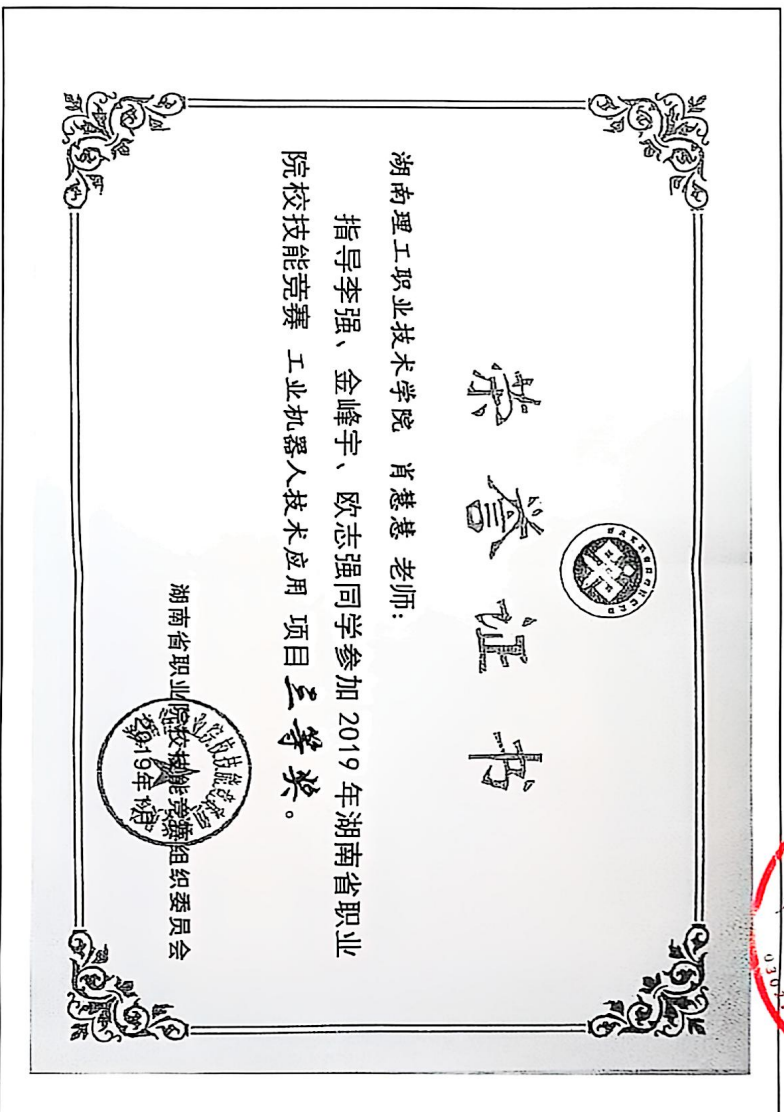 荣誉证书
湖南理工职业技术学院 肖慧慧 老师：
指导李强、金峰宇、欧志强同学参加 2019 年湖南省职业
院校技能竞赛 工业机器人技术应用 项目 三等奖。
湖南省职业院校技能竞赛组织委员会
2019年
0307